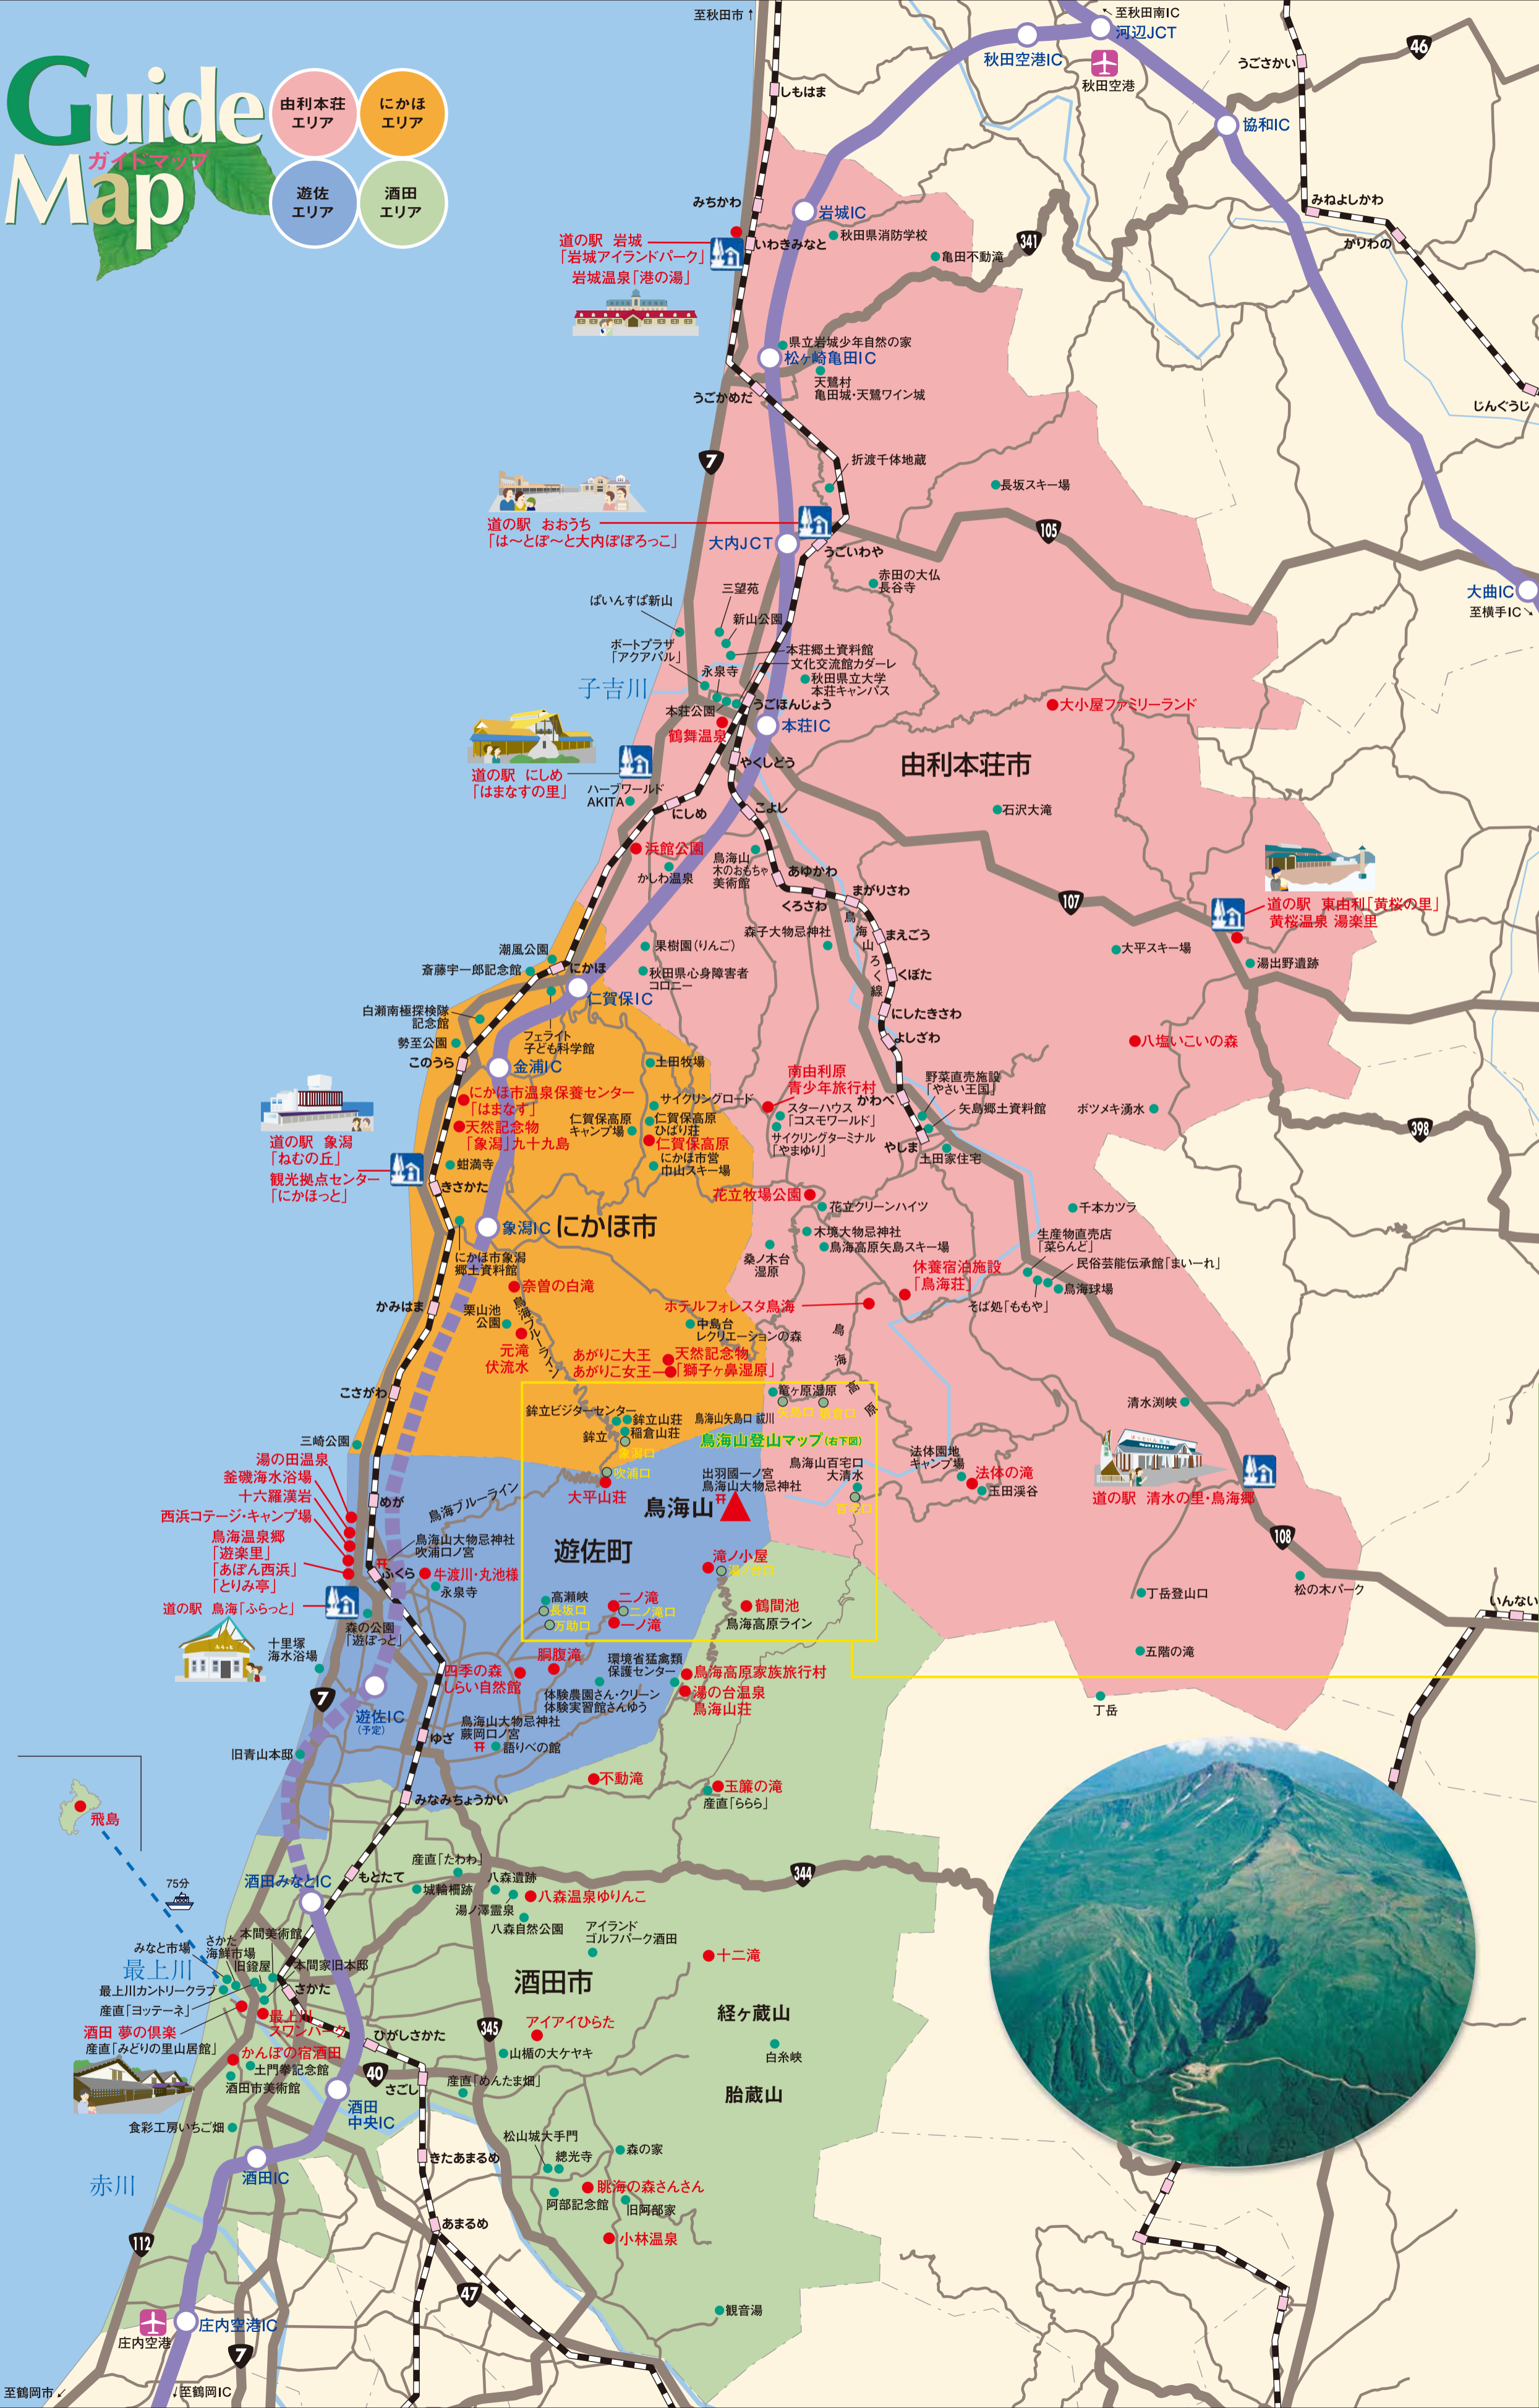 Guide
Map
ガイドマップ
由利本荘
エリア
にかほ
エリア
遊佐
エリア
酒田
エリア
至秋田市↑
至秋田南IC
河辺JCT
秋田空港IC
秋田空港
うごさかい
46
しもはま
協和IC
みねよしかわ
かりわの
じんぐうじ
みちかわ
岩城IC
道の駅 岩城
「岩城アイランドパーク」
岩城温泉「港の湯」
いわきみなと
秋田県消防学校
亀田不動滝
341
県立岩城少年自然の家
松ヶ崎亀田IC
天鷺村
亀田城・天鷺ワイン城
うごかめだ
7
折渡千体地蔵
長坂スキー場
道の駅 おおうち
「は〜とぽ〜と大内ぽぽろっこ」
大内JCT
うごいわや
105
赤田の大仏
長谷寺
大曲IC
至横手IC
三望苑
ぱいんすぱ新山
新山公園
ボートプラザ
「アクアパル」
本荘郷土資料館
文化交流館カダーレ
永泉寺
秋田県立大学
本荘キャンパス
子吉川
本荘公園
うごほんじょう
鶴舞温泉
本荘IC
大小屋ファミリーランド
由利本荘市
やくしどう
道の駅 にしめ
「はまなすの里」
ハーブワールド
AKITA
にしめ
こよし
石沢大滝
浜館公園
かしわ温泉
鳥海山
木のおもちゃ
美術館
あゆかわ
くろさわ
まがりさわ
鳥海山ろく線
107
道の駅 東由利「黄桜の里」
黄桜温泉 湯楽里
まえごう
森子大物忌神社
大平スキー場
湯出野遺跡
潮風公園
斎藤宇一郎記念館
にかほ
果樹園(りんご)
秋田県心身障害者
コロニー
仁賀保IC
くぼた
にしたきさわ
よしざわ
白瀬南極探検隊
記念館
勢至公園
このうら
フェライト
子ども科学館
金浦IC
土田牧場
八塩いこいの森
南由利原
青少年旅行村
かわべ
野菜直売施設
「やさい王国」
矢島郷土資料館
ボツメキ湧水
やしま
土田家住宅
398
にかほ市温泉保養センター
「はまなす」
天然記念物
「象潟」九十九島
サイクリングロード
仁賀保高原
キャンプ場
仁賀保高原
ひばり荘
仁賀保高原
にかほ市営
中山スキー場
スターハウス
「コスモワールド」
サイクリングターミナル
「やまゆり」
道の駅 象潟
「ねむの丘」
観光拠点センター
「にかほっと」
蚶満寺
きさかた
花立牧場公園
花立クリーンハイツ
木境大物忌神社
鳥海高原矢島スキー場
桑ノ木台
湿原
千本カツラ
生産物直売店
「菜らんど」
民俗芸能伝承館「まいーれ」
鳥海球場
そば処「ももや」
象潟IC
にかほ市
にかほ市象潟
郷土資料館
奈曽の白滝
鳥海ブルーライン
休養宿泊施設
「鳥海荘」
ホテルフォレスタ鳥海
かみはま
栗山池
公園
元滝
伏流水
中島台
レクリエーションの森
あがりこ大王
あがりこ女王
天然記念物
「獅子ヶ鼻湿原」
鳥海高原
こさがわ
竜ヶ原湿原
矢島口
猿倉口
清水渕峡
鉾立ビジターセンター
鉾立山荘
稲倉山荘
鉾立
象潟口
鳥海山矢島口 祓川
鳥海山登山マップ(右下図)
三崎公園
吹浦口
大平山荘
出羽國一ノ宮
鳥海山大物忌神社
鳥海山百宅口
大清水
百宅口
法体園地
キャンプ場
法体の滝
玉田渓谷
道の駅 清水の里・鳥海郷
湯の田温泉
釜磯海水浴場
十六羅漢岩
西浜コテージ・キャンプ場
鳥海温泉郷
「遊楽里」
「あぽん西浜」
「とりみ亭」
めが
鳥海ブルーライン
鳥海山
108
鳥海山大物忌神社
吹浦口ノ宮
遊佐町
ふくら
牛渡川・丸池様
永泉寺
滝ノ小屋
湯ノ台口
道の駅 鳥海「ふらっと」
森の公園
「遊ぽっと」
高瀬峡
長坂口
万助口
二ノ滝
二ノ滝口
一ノ滝
鶴間池
鳥海高原ライン
丁岳登山口
松の木パーク
いんない
十里塚
海水浴場
五階の滝
胴腹滝
四季の森
しらい自然館
環境省猛禽類
保護センター
鳥海高原家族旅行村
湯の台温泉
鳥海山荘
体験農園さん・クリーン
体験実習館さんゆう
丁岳
7
遊佐IC
(予定)
ゆざ
鳥海山大物忌神社
蕨岡口ノ宮
語りべの館
旧青山本邸
不動滝
玉簾の滝
産直「ららら」
みなみちょうかい
飛島
75分
産直「たわわ」
もとたて
八森遺跡
344
酒田みなとIC
城輪柵跡
八森温泉ゆりんこ
湯ノ澤霊泉
八森自然公園
アイランド
ゴルフパーク酒田
本間美術館
さかた
海鮮市場
みなと市場
旧鐙屋
本間家旧本邸
最上川
最上川カントリークラブ
さかた
酒田市
十二滝
産直「ヨッテーネ」
酒田 夢の倶楽
産直「みどりの里山居館」
最上川
スワンパーク
ひがしさかた
345
アイアイひらた
経ヶ蔵山
山楯の大ケヤキ
白糸峡
かんぽの宿酒田
土門拳記念館
酒田市美術館
40
さごし
産直「めんたま畑」
胎蔵山
酒田
中央IC
食彩工房いちご畑
松山城大手門
總光寺
森の家
きたあまるめ
酒田IC
赤川
眺海の森さんさん
阿部記念館
旧阿部家
あまるめ
小林温泉
112
47
観音湯
庄内空港
庄内空港IC
7
至鶴岡市
至鶴岡IC